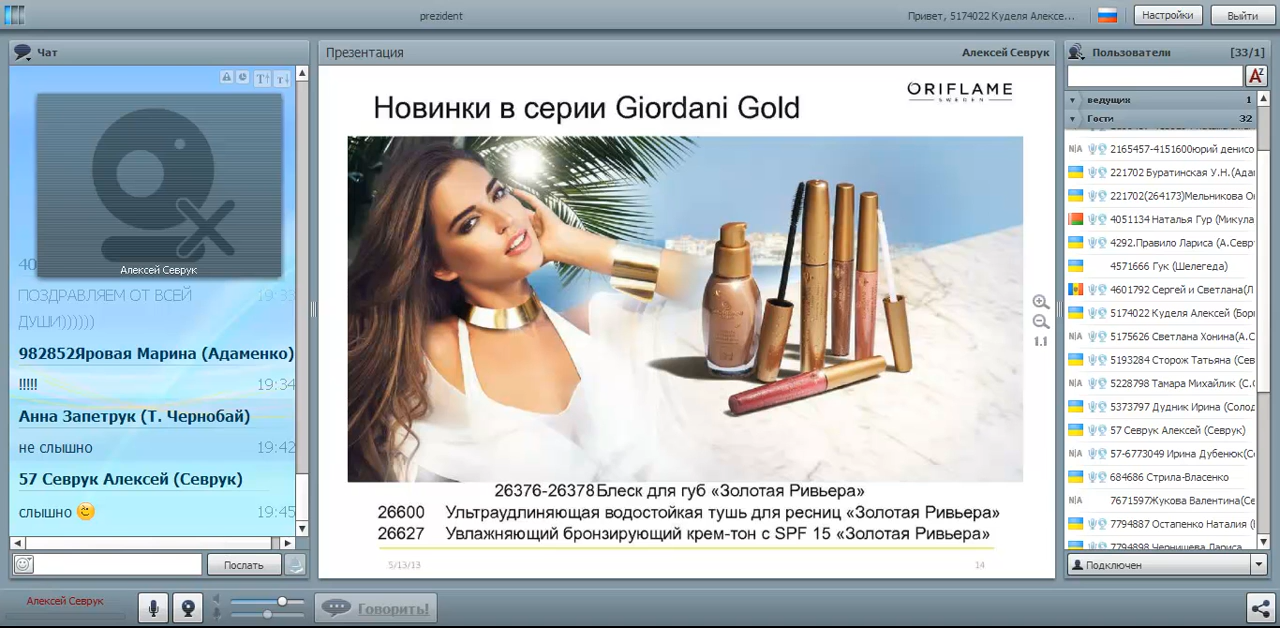 prezident
Привет, 5174022 Куделя Алексе...
Настройки
Выйти
Чат
Алексей Севрук
ПОЗДРАВЛЯЕМ ОТ ВСЕЙ 19:33
ДУШИ))))))
982852Яровая Марина (Адаменко)
!!!!! 19:34
Анна Запетрук (Т. Чернобай)
не слышно 19:42
57 Севрук Алексей (Севрук)
слышно 19:45
Послать
Презентация
Алексей Севрук
Новинки в серии Giordani Gold
ORIFLAME
SWEDEN
26376-26378 Блеск для губ «Золотая Ривьера»
26600 Ультраудлиняющая водостойкая тушь для ресниц «Золотая Ривьера»
26627 Увлажняющий бронзирующий крем-тон с SPF 15 «Золотая Ривьера»
5/13/13
14
1.1
Пользователи [33/1]
ведущих 1
Гости 32
N|A 2165457-4151600юрий денисо
221702 Буратинская У.Н.(Ада
221702(264173)Мельникова О
4051134 Наталья Гур (Микула
4292.Правило Лариса (А.Севр
4571666 Гук (Шелегеда)
4601792 Сергей и Светлана(Л
5174022 Куделя Алексей (Бор
N|A 5175626 Светлана Хонина(А.С
5193284 Сторож Татьяна (Сев
N|A 5228798 Тамара Михайлик (С.
5373797 Дудник Ирина (Солод
57 Севрук Алексей (Севрук)
N|A 57-6773049 Ирина Дубенюк(Се
684686 Стрила-Власенко
N|A 7671597Жукова Валентина(Се
7794887 Остапенко Наталия (
7794898 Чернищева Лариса
Подключен
Алексей Севрук
Говорить!